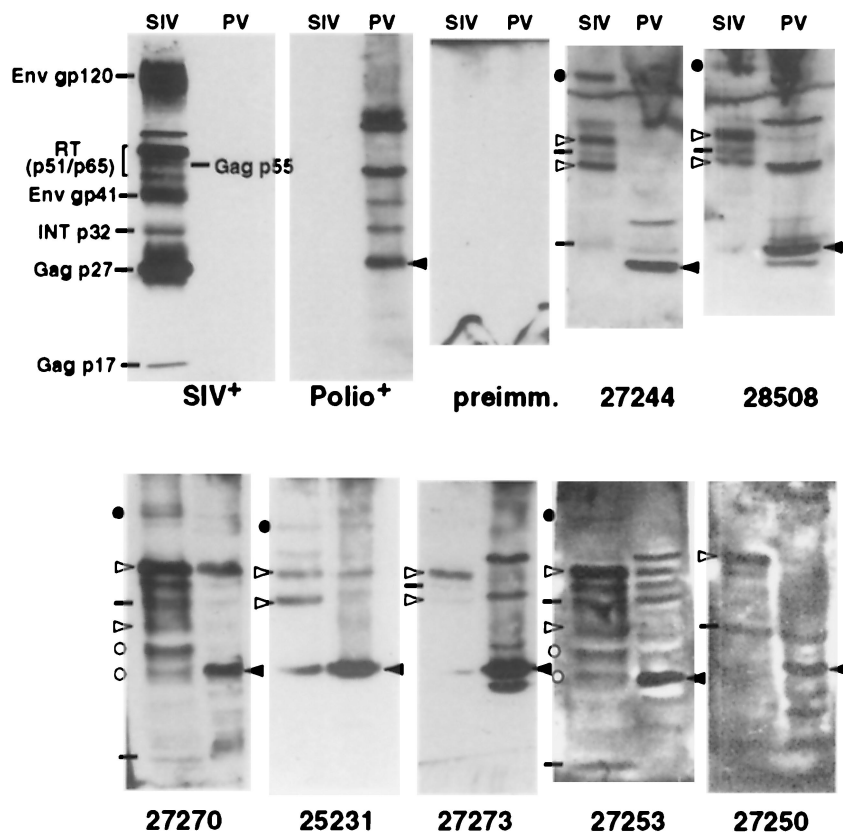 SIV PV SIV PV SIV PV SIV PV SIV PV
Env gp120
RT
(p51/p65)
Gag p55
Env gp41
INT p32
Gag p27
Gag p17
SIV+ Polio+ preimm. 27244 28508
27270 25231 27273 27253 27250